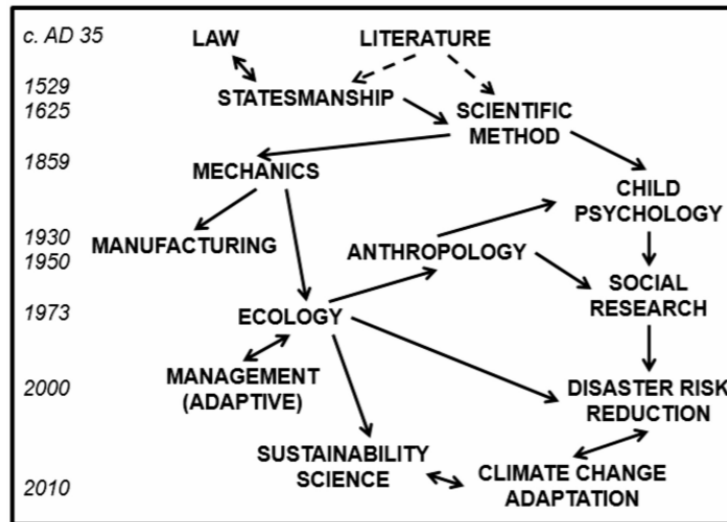 c. AD 35 LAW LITERATURE
1529
STATESMANSHIP
1625
SCIENTIFIC
METHOD
1859
MECHANICS
CHILD
PSYCHOLOGY
1930
MANUFACTURING
ANTHROPOLOGY
1950
SOCIAL
RESEARCH
1973
ECOLOGY
MANAGEMENT
(ADAPTIVE)
2000
DISASTER RISK
REDUCTION
SUSTAINABILITY
SCIENCE
CLIMATE CHANGE
ADAPTATION
2010